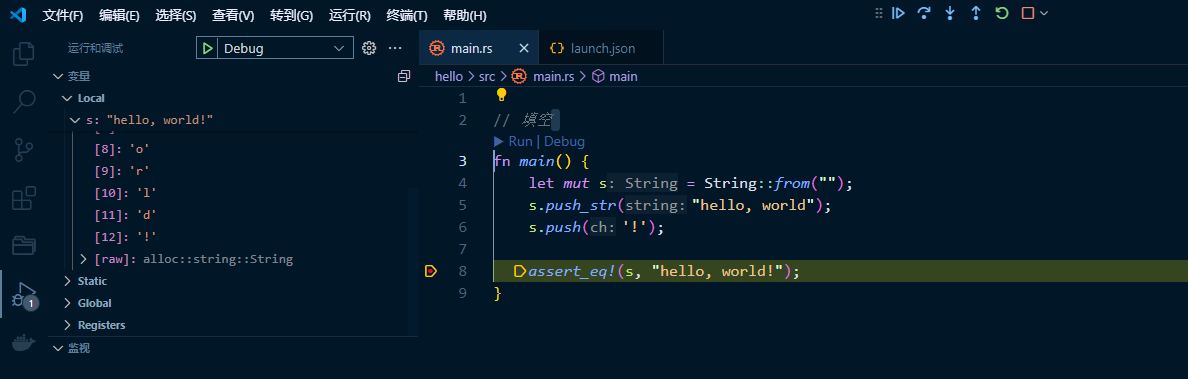 文件(F) 编辑(E) 选择(S) 查看(V) 转到(G) 运行(R) 终端(T) 帮助(H)
运行和调试 Debug ...
变量
Local
s: "hello, world!"
[8]: 'o'
[9]: 'r'
[10]: 'l'
[11]: 'd'
[12]: '!'
[raw]: alloc::string::String
Static
Global
Registers
监视
1
main.rs launch.json
hello > src > main.rs > main
1
2 // 填空
Run | Debug
3 fn main() {
4 let mut s: String = String::from("");
5 s.push_str(string: "hello, world");
6 s.push(ch: '!');
7
8 assert_eq!(s, "hello, world!");
9 }